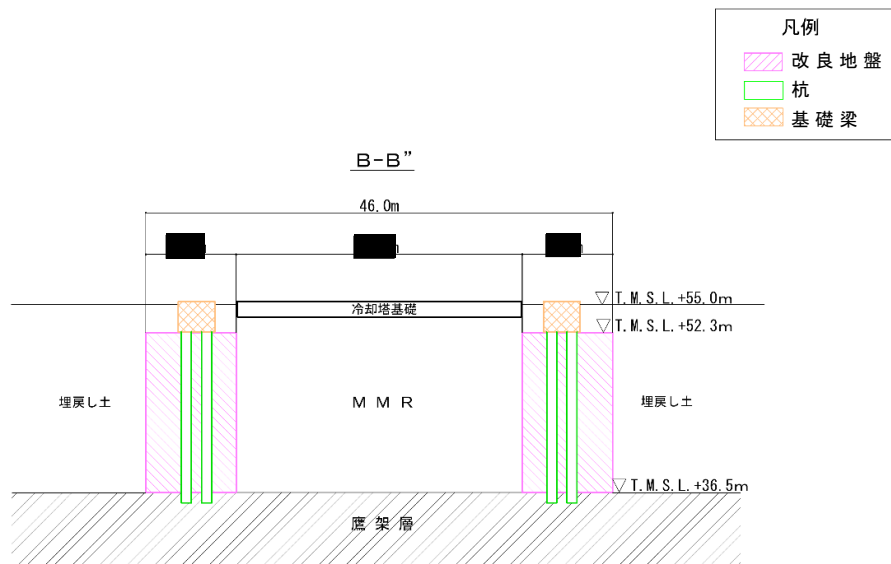 凡例
改良地盤
杭
基礎梁
B-B”
46.0m
T.M.S.L.+55.0m
冷却塔基礎
T.M.S.L.+52.3m
埋戻し土
MMR
埋戻し土
T.M.S.L.+36.5m
鷹架層